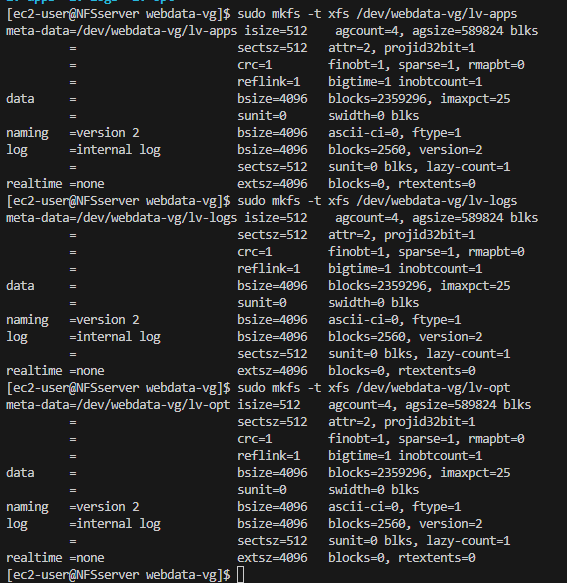 [ec2-user@NFSserver webdata-vg]$ sudo mkfs -t xfs /dev/webdata-vg/lv-apps
meta-data=/dev/webdata-vg/lv-apps isize=512    agcount=4, agsize=589824 blks
         =                       sectsz=512   attr=2, projid32bit=1
         =                       crc=1        finobt=1, sparse=1, rmapbt=0
         =                       reflink=1    bigtime=1 inobtcount=1
data     =                       bsize=4096   blocks=2359296, imaxpct=25
         =                       sunit=0      swidth=0 blks
naming   =version 2              bsize=4096   ascii-ci=0, ftype=1
log      =internal log           bsize=4096   blocks=2560, version=2
         =                       sectsz=512   sunit=0 blks, lazy-count=1
realtime =none                   extsz=4096   blocks=0, rtextents=0
[ec2-user@NFSserver webdata-vg]$ sudo mkfs -t xfs /dev/webdata-vg/lv-logs
meta-data=/dev/webdata-vg/lv-logs isize=512    agcount=4, agsize=589824 blks
         =                       sectsz=512   attr=2, projid32bit=1
         =                       crc=1        finobt=1, sparse=1, rmapbt=0
         =                       reflink=1    bigtime=1 inobtcount=1
data     =                       bsize=4096   blocks=2359296, imaxpct=25
         =                       sunit=0      swidth=0 blks
naming   =version 2              bsize=4096   ascii-ci=0, ftype=1
log      =internal log           bsize=4096   blocks=2560, version=2
         =                       sectsz=512   sunit=0 blks, lazy-count=1
realtime =none                   extsz=4096   blocks=0, rtextents=0
[ec2-user@NFSserver webdata-vg]$ sudo mkfs -t xfs /dev/webdata-vg/lv-opt
meta-data=/dev/webdata-vg/lv-opt isize=512    agcount=4, agsize=589824 blks
         =                       sectsz=512   attr=2, projid32bit=1
         =                       crc=1        finobt=1, sparse=1, rmapbt=0
         =                       reflink=1    bigtime=1 inobtcount=1
data     =                       bsize=4096   blocks=2359296, imaxpct=25
         =                       sunit=0      swidth=0 blks
naming   =version 2              bsize=4096   ascii-ci=0, ftype=1
log      =internal log           bsize=4096   blocks=2560, version=2
         =                       sectsz=512   sunit=0 blks, lazy-count=1
realtime =none                   extsz=4096   blocks=0, rtextents=0
[ec2-user@NFSserver webdata-vg]$